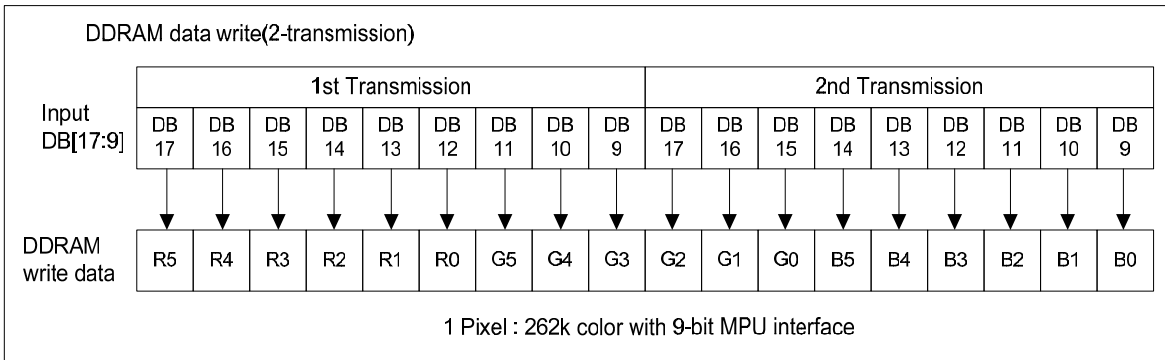 DDRAM data write(2-transmission)
1st Transmission 2nd Transmission
Input
DB[17:9]
DB DB DB DB DB DB DB DB DB DB DB DB DB DB DB DB DB DB
17 16 15 14 13 12 11 10 9 17 16 15 14 13 12 11 10 9
DDRAM
write data
R5 R4 R3 R2 R1 R0 G5 G4 G3 G2 G1 G0 B5 B4 B3 B2 B1 B0
1 Pixel : 262k color with 9-bit MPU interface